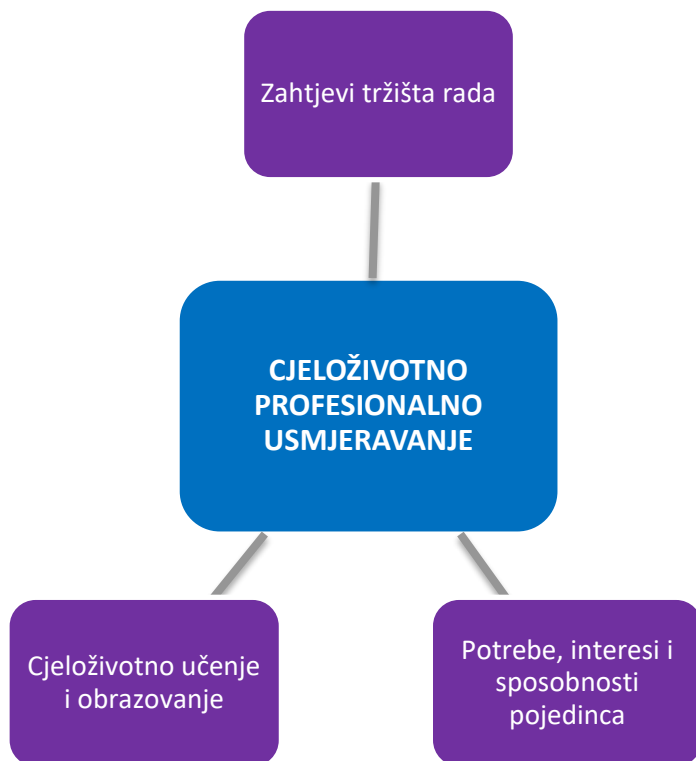 Zahtjevi tržišta rada
CJELOŽIVOTNO
PROFESIONALNO
USMJERAVANJE
Cjeloživotno učenje
i obrazovanje
Potrebe, interesi i
sposobnosti
pojedinca